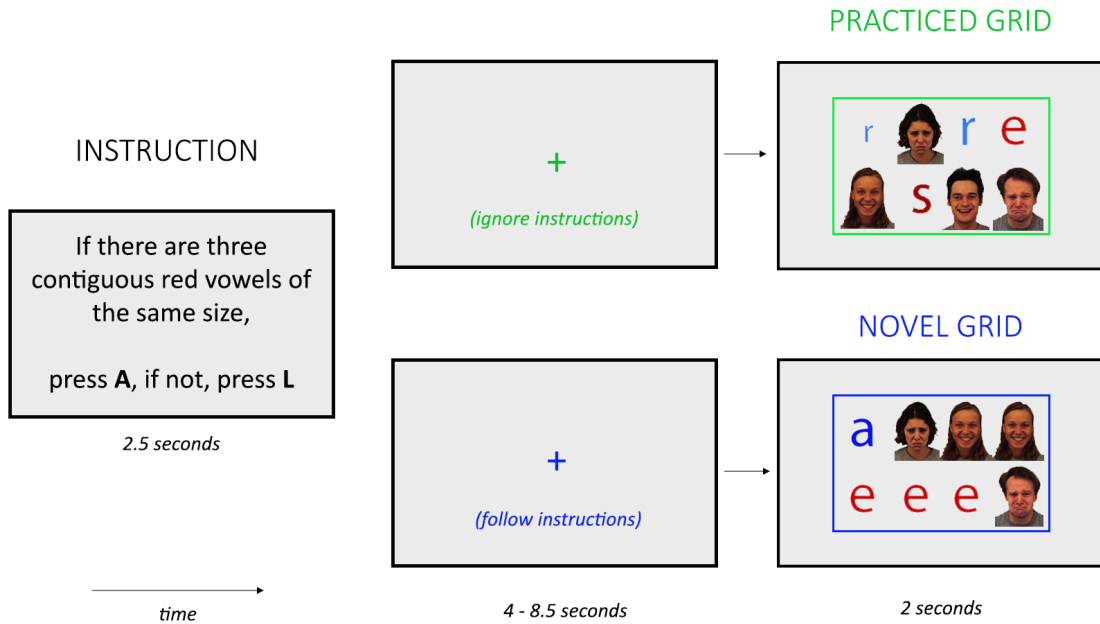 PRACTICED GRID
INSTRUCTION
If there are three
contiguous red vowels of
the same size,
press A, if not, press L
2.5 seconds
+
(ignore instructions)
r r e
s
NOVEL GRID
+
(follow instructions)
a
e e e
time
4 - 8.5 seconds
2 seconds